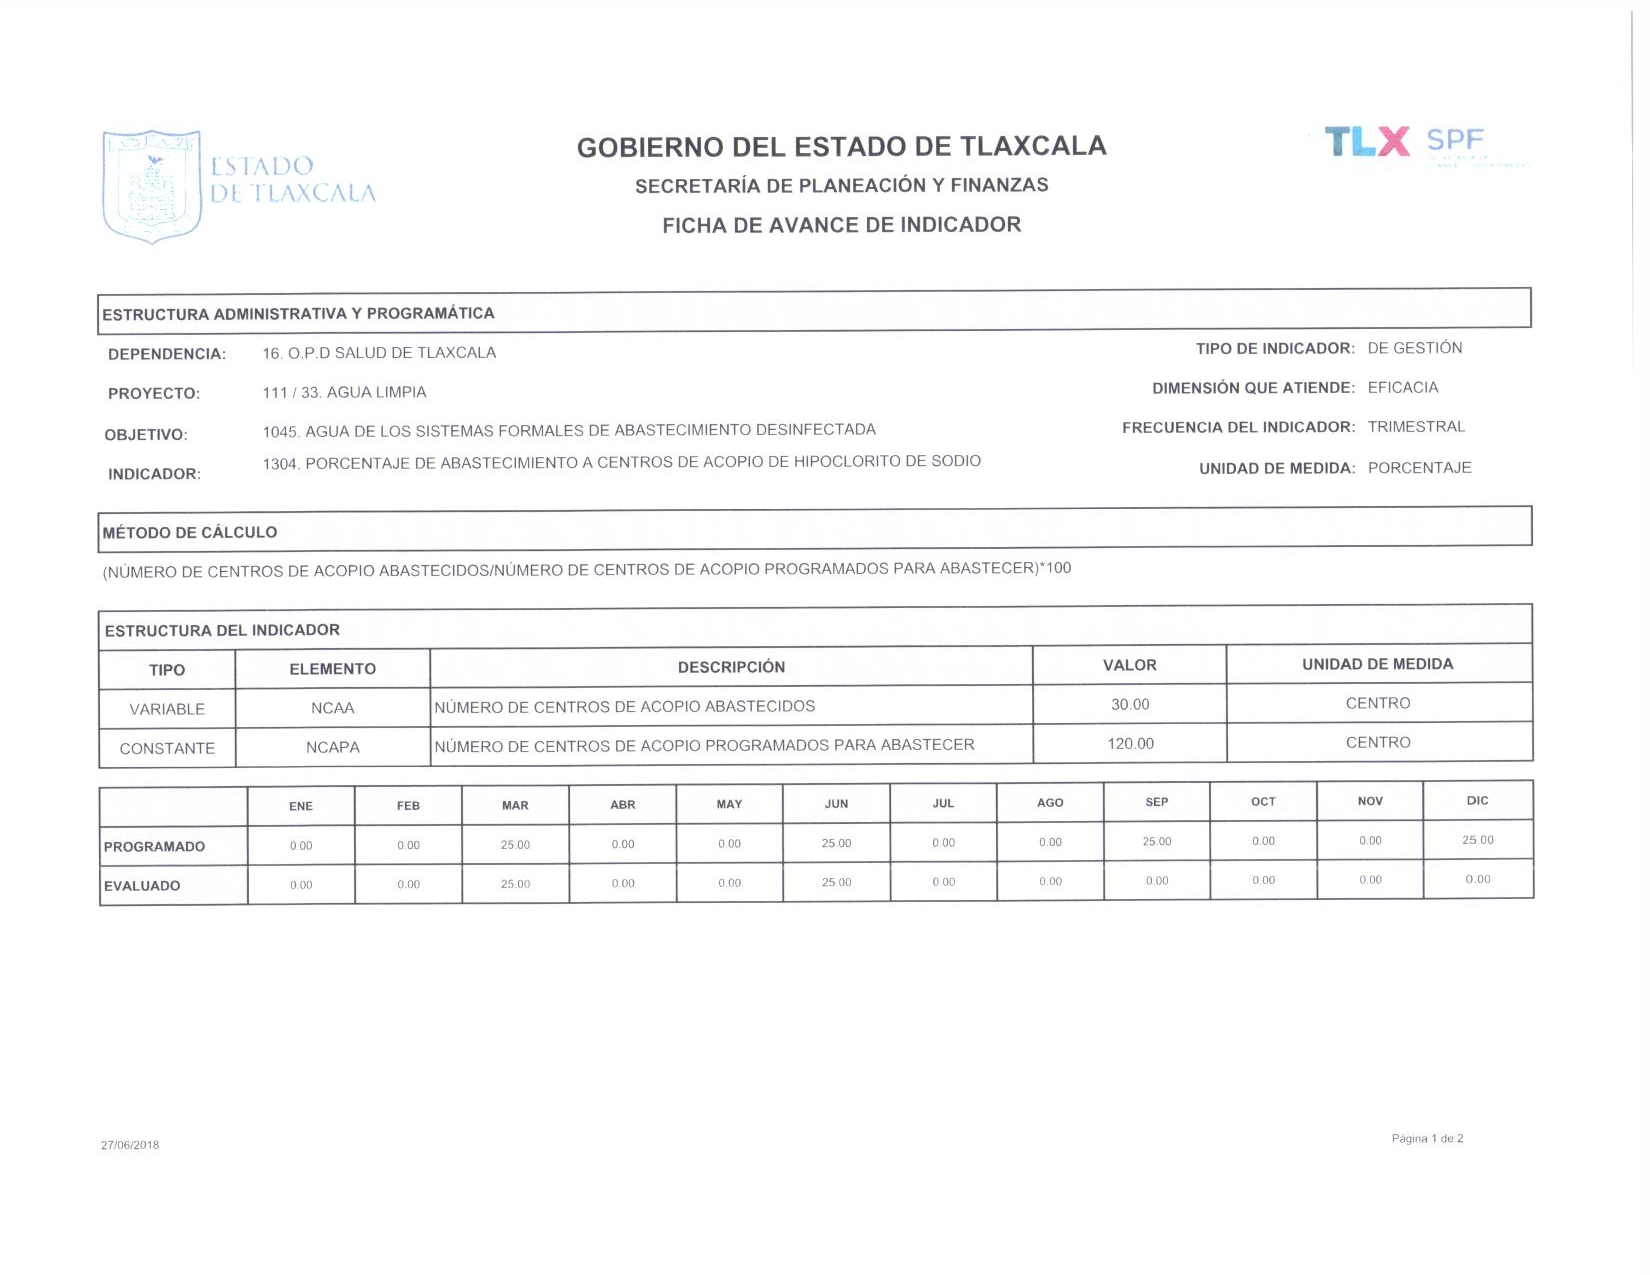 ESTADO
DE TLAXCALA
GOBIERNO DEL ESTADO DE TLAXCALA
SECRETARÍA DE PLANEACIÓN Y FINANZAS
FICHA DE AVANCE DE INDICADOR
TLX SPF
ESTRUCTURA ADMINISTRATIVA Y PROGRAMÁTICA
DEPENDENCIA: 16. O.P.D SALUD DE TLAXCALA TIPO DE INDICADOR: DE GESTIÓN
PROYECTO: 111 / 33. AGUA LIMPIA DIMENSIÓN QUE ATIENDE: EFICACIA
OBJETIVO: 1045. AGUA DE LOS SISTEMAS FORMALES DE ABASTECIMIENTO DESINFECTADA FRECUENCIA DEL INDICADOR: TRIMESTRAL
INDICADOR: 1304. PORCENTAJE DE ABASTECIMIENTO A CENTROS DE ACOPIO DE HIPOCLORITO DE SODIO UNIDAD DE MEDIDA: PORCENTAJE
MÉTODO DE CÁLCULO
(NÚMERO DE CENTROS DE ACOPIO ABASTECIDOS/NÚMERO DE CENTROS DE ACOPIO PROGRAMADOS PARA ABASTECER)*100
ESTRUCTURA DEL INDICADOR
TIPO ELEMENTO DESCRIPCIÓN VALOR UNIDAD DE MEDIDA
VARIABLE NCAA NÚMERO DE CENTROS DE ACOPIO ABASTECIDOS 30.00 CENTRO
CONSTANTE NCAPA NÚMERO DE CENTROS DE ACOPIO PROGRAMADOS PARA ABASTECER 120.00 CENTRO
ENE FEB MAR ABR MAY JUN JUL AGO SEP OCT NOV DIC
PROGRAMADO 0.00 0.00 25.00 0.00 0.00 25.00 0.00 0.00 25.00 0.00 0.00 25.00
EVALUADO 0.00 0.00 25.00 0.00 0.00 25.00 0.00 0.00 0.00 0.00 0.00 0.00
27/06/2018 Página 1 de 2